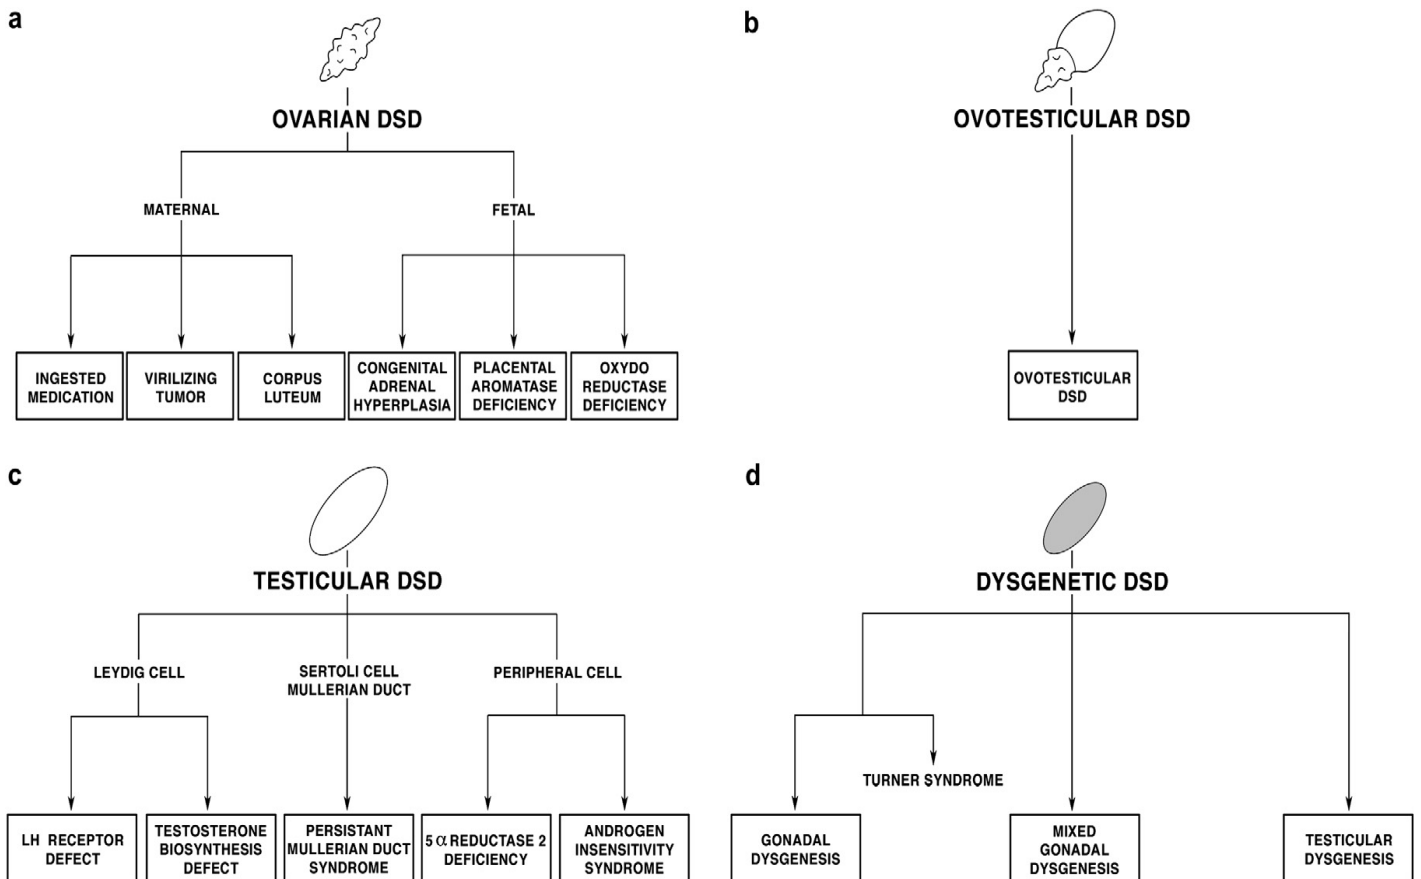 a
OVARIAN DSD
MATERNAL
FETAL
INGESTED
MEDICATION
VIRILIZING
TUMOR
CORPUS
LUTEUM
CONGENITAL
ADRENAL
HYPERPLASIA
PLACENTAL
AROMATASE
DEFICIENCY
OXYDO
REDUCTASE
DEFICIENCY
b
OVOTESTICULAR DSD
OVOTESTICULAR
DSD
c
TESTICULAR DSD
LEYDIG CELL
SERTOLI CELL
MULLERIAN DUCT
PERIPHERAL CELL
LH RECEPTOR
DEFECT
TESTOSTERONE
BIOSYNTHESIS
DEFECT
PERSISTANT
MULLERIAN DUCT
SYNDROME
5 α REDUCTASE 2
DEFICIENCY
ANDROGEN
INSENSITIVITY
SYNDROME
d
DYSGENETIC DSD
TURNER SYNDROME
GONADAL
DYSGENESIS
MIXED
GONADAL
DYSGENESIS
TESTICULAR
DYSGENESIS